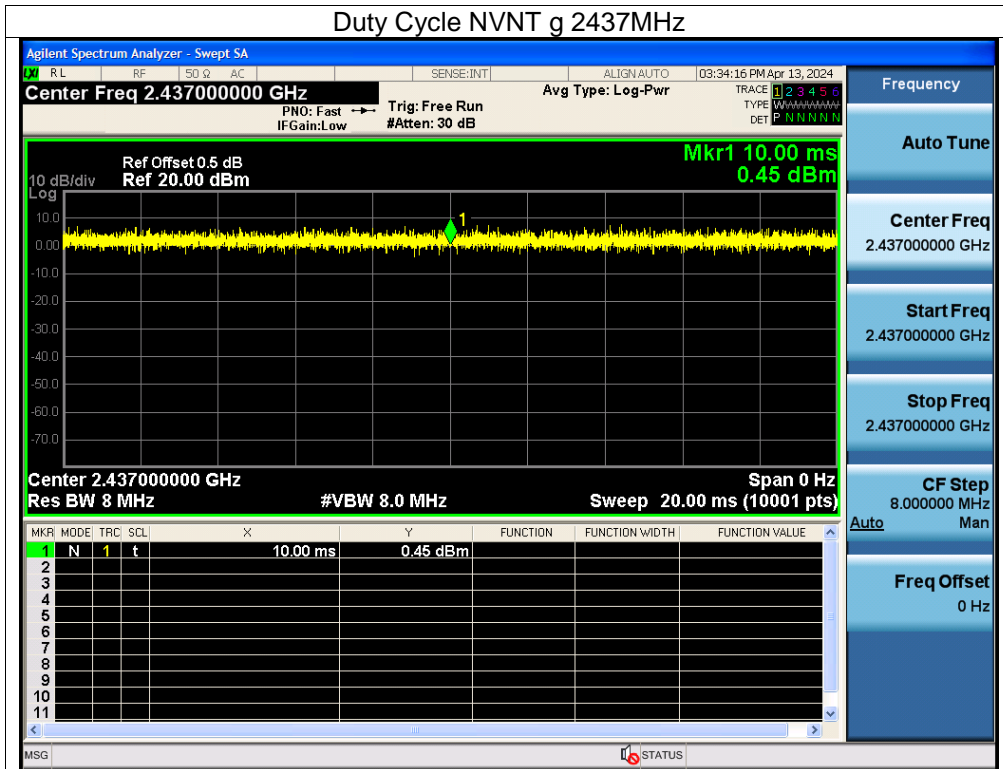 Duty Cycle NVNT g 2437MHz
Agilent Spectrum Analyzer - Swept SA
LXI RL RF 50 Ω AC SENSE:INT ALIGN AUTO 03:34:16 PM Apr 13, 2024
Center Freq 2.437000000 GHz
PNO: Fast
IFGain:Low
Trig: Free Run
#Atten: 30 dB
Avg Type: Log-Pwr
TRACE 1 2 3 4 5 6
TYPE WWWWWW
DET P N N N N N
Mkr1 10.00 ms
0.45 dBm
Ref Offset 0.5 dB
10 dB/div Ref 20.00 dBm
Log
10.0
0.00
-10.0
-20.0
-30.0
-40.0
-50.0
-60.0
-70.0
1
Center 2.437000000 GHz Span 0 Hz
Res BW 8 MHz #VBW 8.0 MHz Sweep 20.00 ms (10001 pts)
MKR MODE TRC SCL X Y FUNCTION FUNCTION WIDTH FUNCTION VALUE
1 N 1 t 10.00 ms 0.45 dBm
2
3
4
5
6
7
8
9
10
11
MSG STATUS
Frequency
Auto Tune
Center Freq
2.437000000 GHz
Start Freq
2.437000000 GHz
Stop Freq
2.437000000 GHz
CF Step
8.000000 MHz
Auto Man
Freq Offset
0 Hz